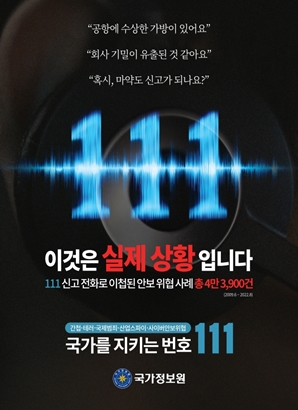 “공항에 수상한 가방이 있어요”
“회사 기밀이 유출된 것 같아요”
“혹시, 마약도 신고가 되나요?”
111
이것은 실제 상황 입니다
111 신고 전화로 이첩된 안보 위협 사례 총 4만 3,900건
(2009.6 - 2022.8)
간첩·테러·국제범죄·산업스파이·사이버안보위협
국가를 지키는 번호 111
국가정보원